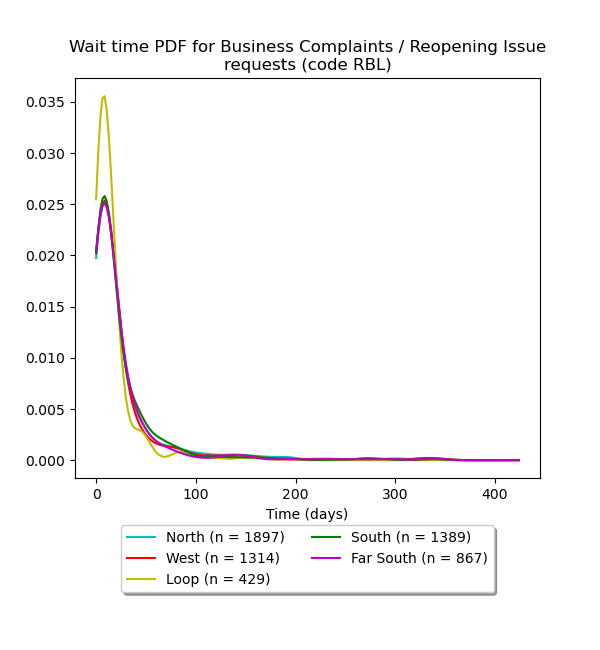 Wait time PDF for Business Complaints / Reopening Issue
requests (code RBL)
0.035
0.030
0.025
0.020
0.015
0.010
0.005
0.000
0 100 200 300 400
Time (days)
North (n = 1897) South (n = 1389)
West (n = 1314) Far South (n = 867)
Loop (n = 429)